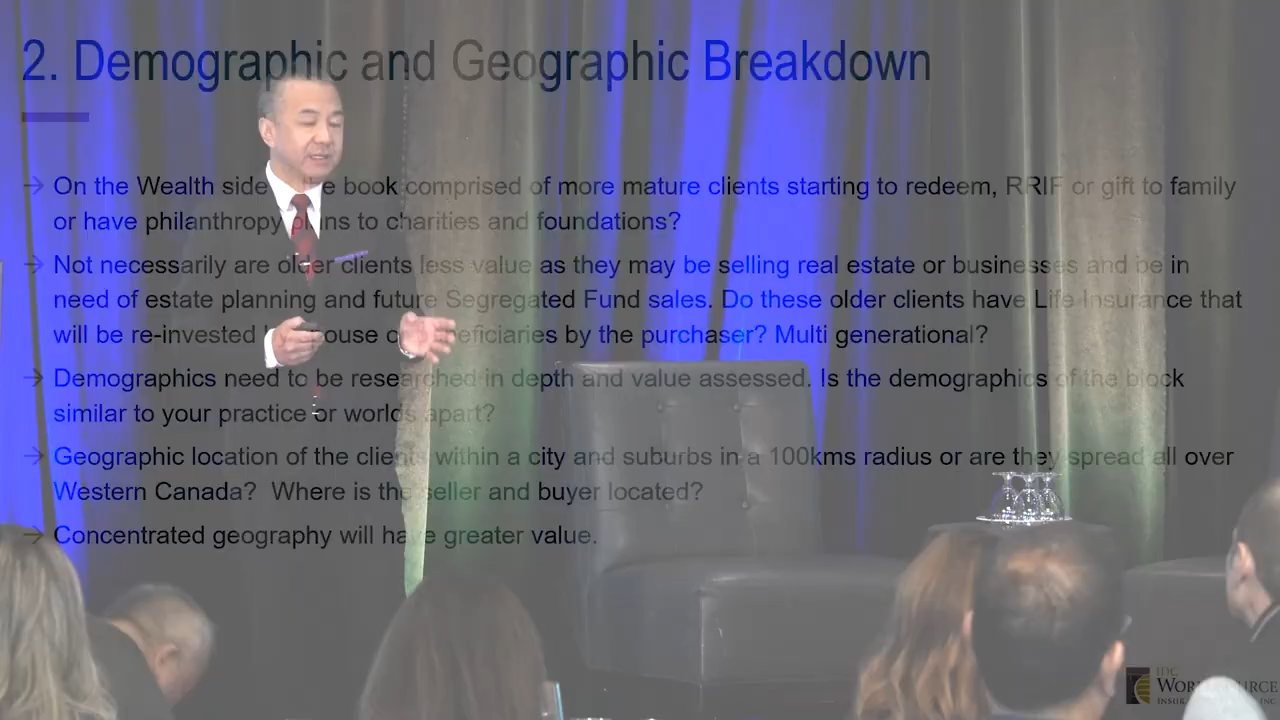 2. Demographic and Geographic Breakdown
→ On the Wealth side book comprised of more mature clients starting to redeem, RRIF or gift to family
or have philanthropy plans to charities and foundations?
→ Not necessarily are older clients less value as they may be selling real estate or businesses and be in
need of estate planning and future Segregated Fund sales. Do these older clients have Life Insurance that
will be re-invested by spouse or beneficiaries by the purchaser? Multi generational?
→ Demographics need to be researched in depth and value assessed. Is the demographics of the block
similar to your practice or worlds apart?
→ Geographic location of the clients within a city and suburbs in a 100kms radius or are they spread all over
Western Canada? Where is the seller and buyer located?
→ Concentrated geography will have greater value.
IDC